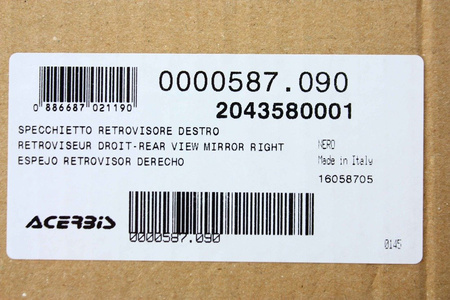 0000587.090
0 886687 021190
2043580001
SPECCHIETTO RETROVISORE DESTRO
RETROVISEUR DROIT-REAR VIEW MIRROR RIGHT
NERO
ESPEJO RETROVISOR DERECHO
Made in Italy
16058705
ACERBIS
0000587.090
0145